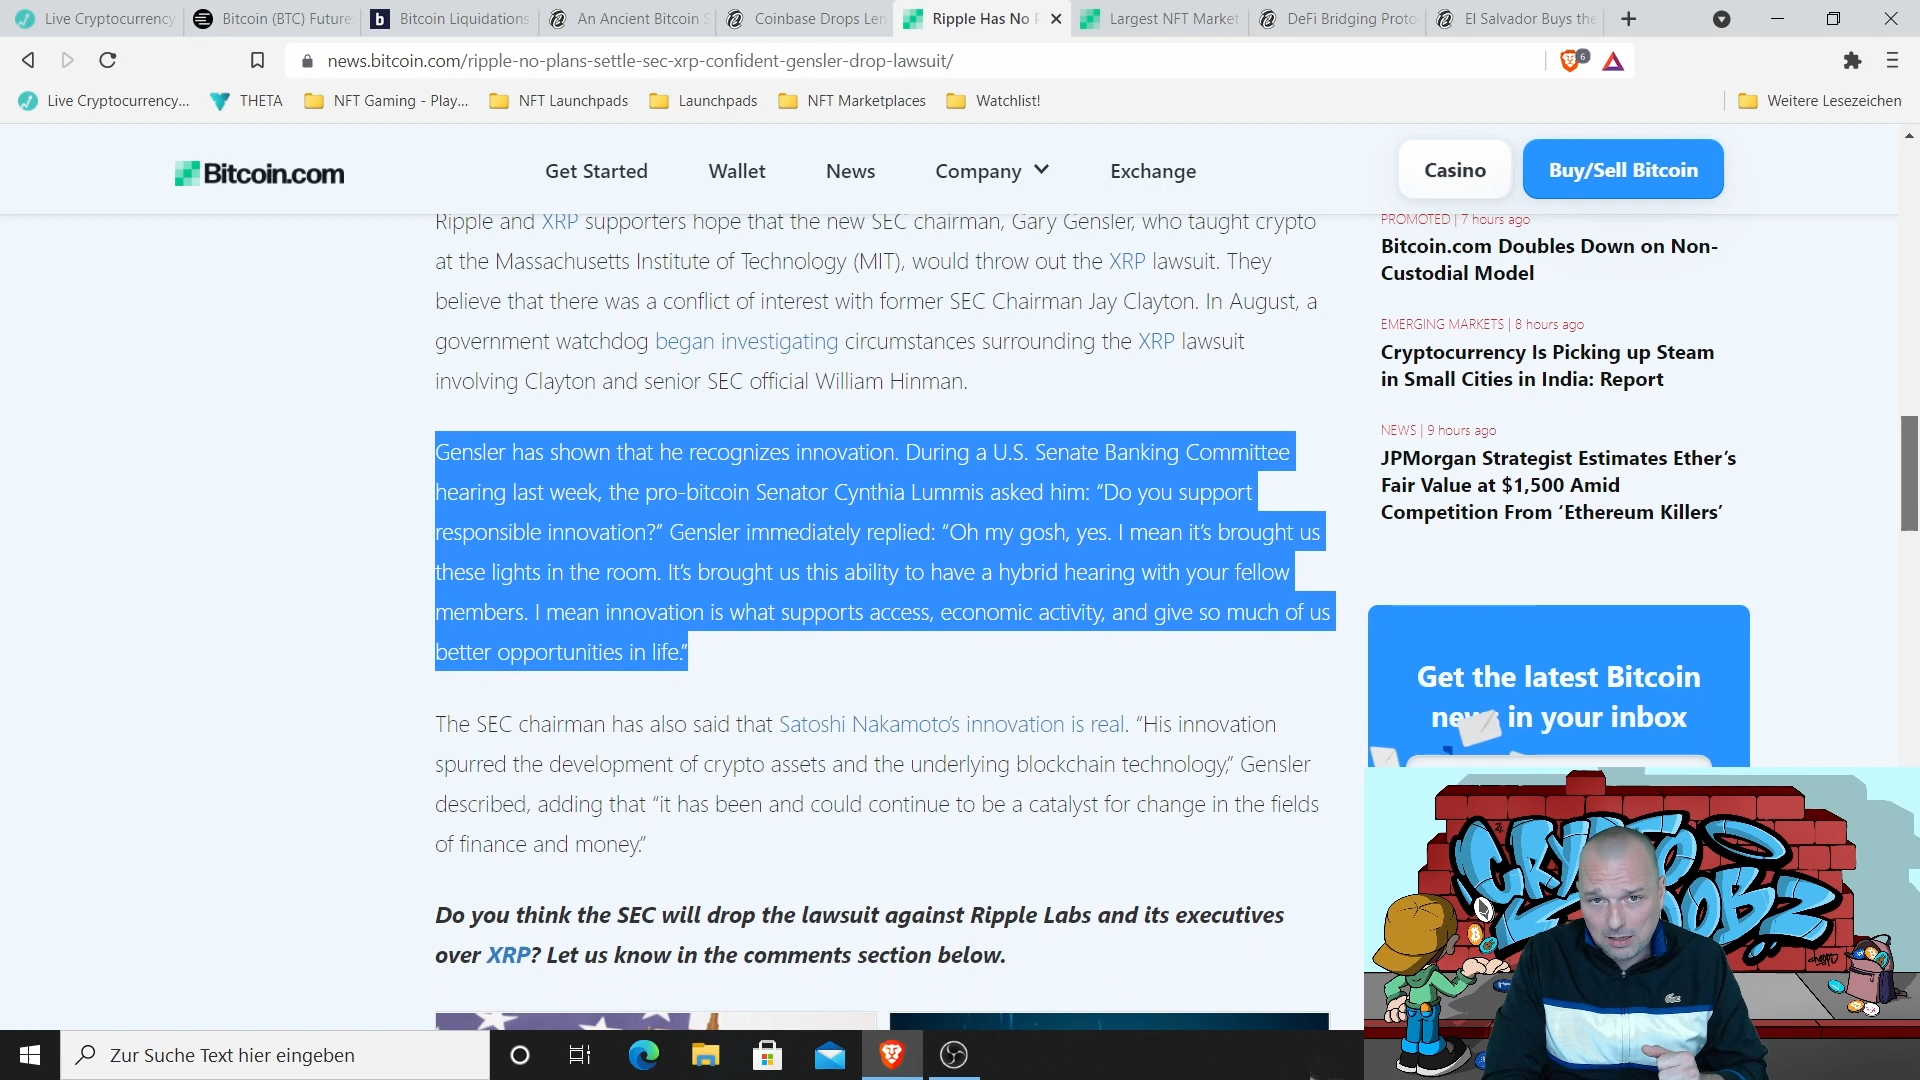 Live Cryptocurrency
Bitcoin (BTC) Future
Bitcoin Liquidations
An Ancient Bitcoin S
Coinbase Drops Len
Ripple Has No P
Largest NFT Market
DeFi Bridging Proto
El Salvador Buys the
news.bitcoin.com/ripple-no-plans-settle-sec-xrp-confident-gensler-drop-lawsuit/
6
Live Cryptocurrency...
THETA
NFT Gaming - Play...
NFT Launchpads
Launchpads
NFT Marketplaces
Watchlist!
Weitere Lesezeichen
Bitcoin.com
Get Started
Wallet
News
Company
Exchange
Casino
Buy/Sell Bitcoin
Ripple and XRP supporters hope that the new SEC chairman, Gary Gensler, who taught crypto
at the Massachusetts Institute of Technology (MIT), would throw out the XRP lawsuit. They
believe that there was a conflict of interest with former SEC Chairman Jay Clayton. In August, a
government watchdog began investigating circumstances surrounding the XRP lawsuit
involving Clayton and senior SEC official William Hinman.
Gensler has shown that he recognizes innovation. During a U.S. Senate Banking Committee
hearing last week, the pro-bitcoin Senator Cynthia Lummis asked him: “Do you support
responsible innovation?” Gensler immediately replied: “Oh my gosh, yes. I mean it’s brought us
these lights in the room. It’s brought us this ability to have a hybrid hearing with your fellow
members. I mean innovation is what supports access, economic activity, and give so much of us
better opportunities in life.”
The SEC chairman has also said that Satoshi Nakamoto’s innovation is real. “His innovation
spurred the development of crypto assets and the underlying blockchain technology,” Gensler
described, adding that “it has been and could continue to be a catalyst for change in the fields
of finance and money.”
Do you think the SEC will drop the lawsuit against Ripple Labs and its executives
over XRP? Let us know in the comments section below.
PROMOTED | 7 hours ago
Bitcoin.com Doubles Down on Non-
Custodial Model
EMERGING MARKETS | 8 hours ago
Cryptocurrency Is Picking up Steam
in Small Cities in India: Report
NEWS | 9 hours ago
JPMorgan Strategist Estimates Ether’s
Fair Value at $1,500 Amid
Competition From ‘Ethereum Killers’
Get the latest Bitcoin
news in your inbox
Zur Suche Text hier eingeben